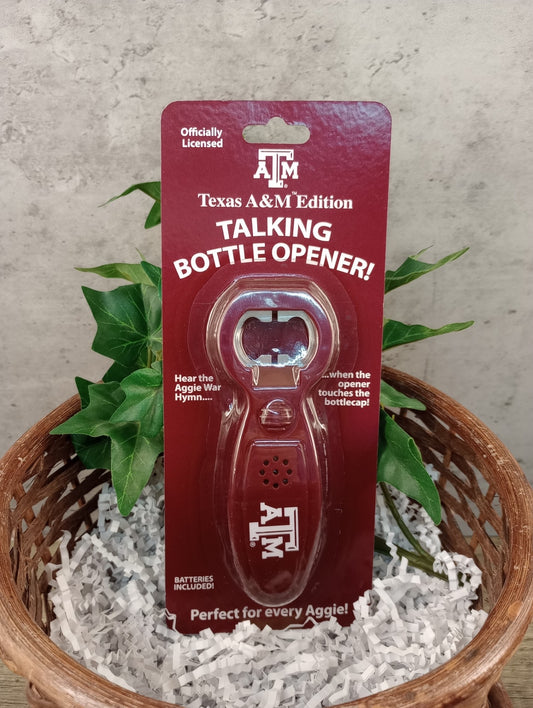 Officially
Licensed
ATM®
Texas A&M™ Edition
TALKING
BOTTLE OPENER!
Hear the
Aggie War
Hymn....
...when the
opener
touches the
bottlecap!
ATM®
BATTERIES
INCLUDED!
Perfect for every Aggie!